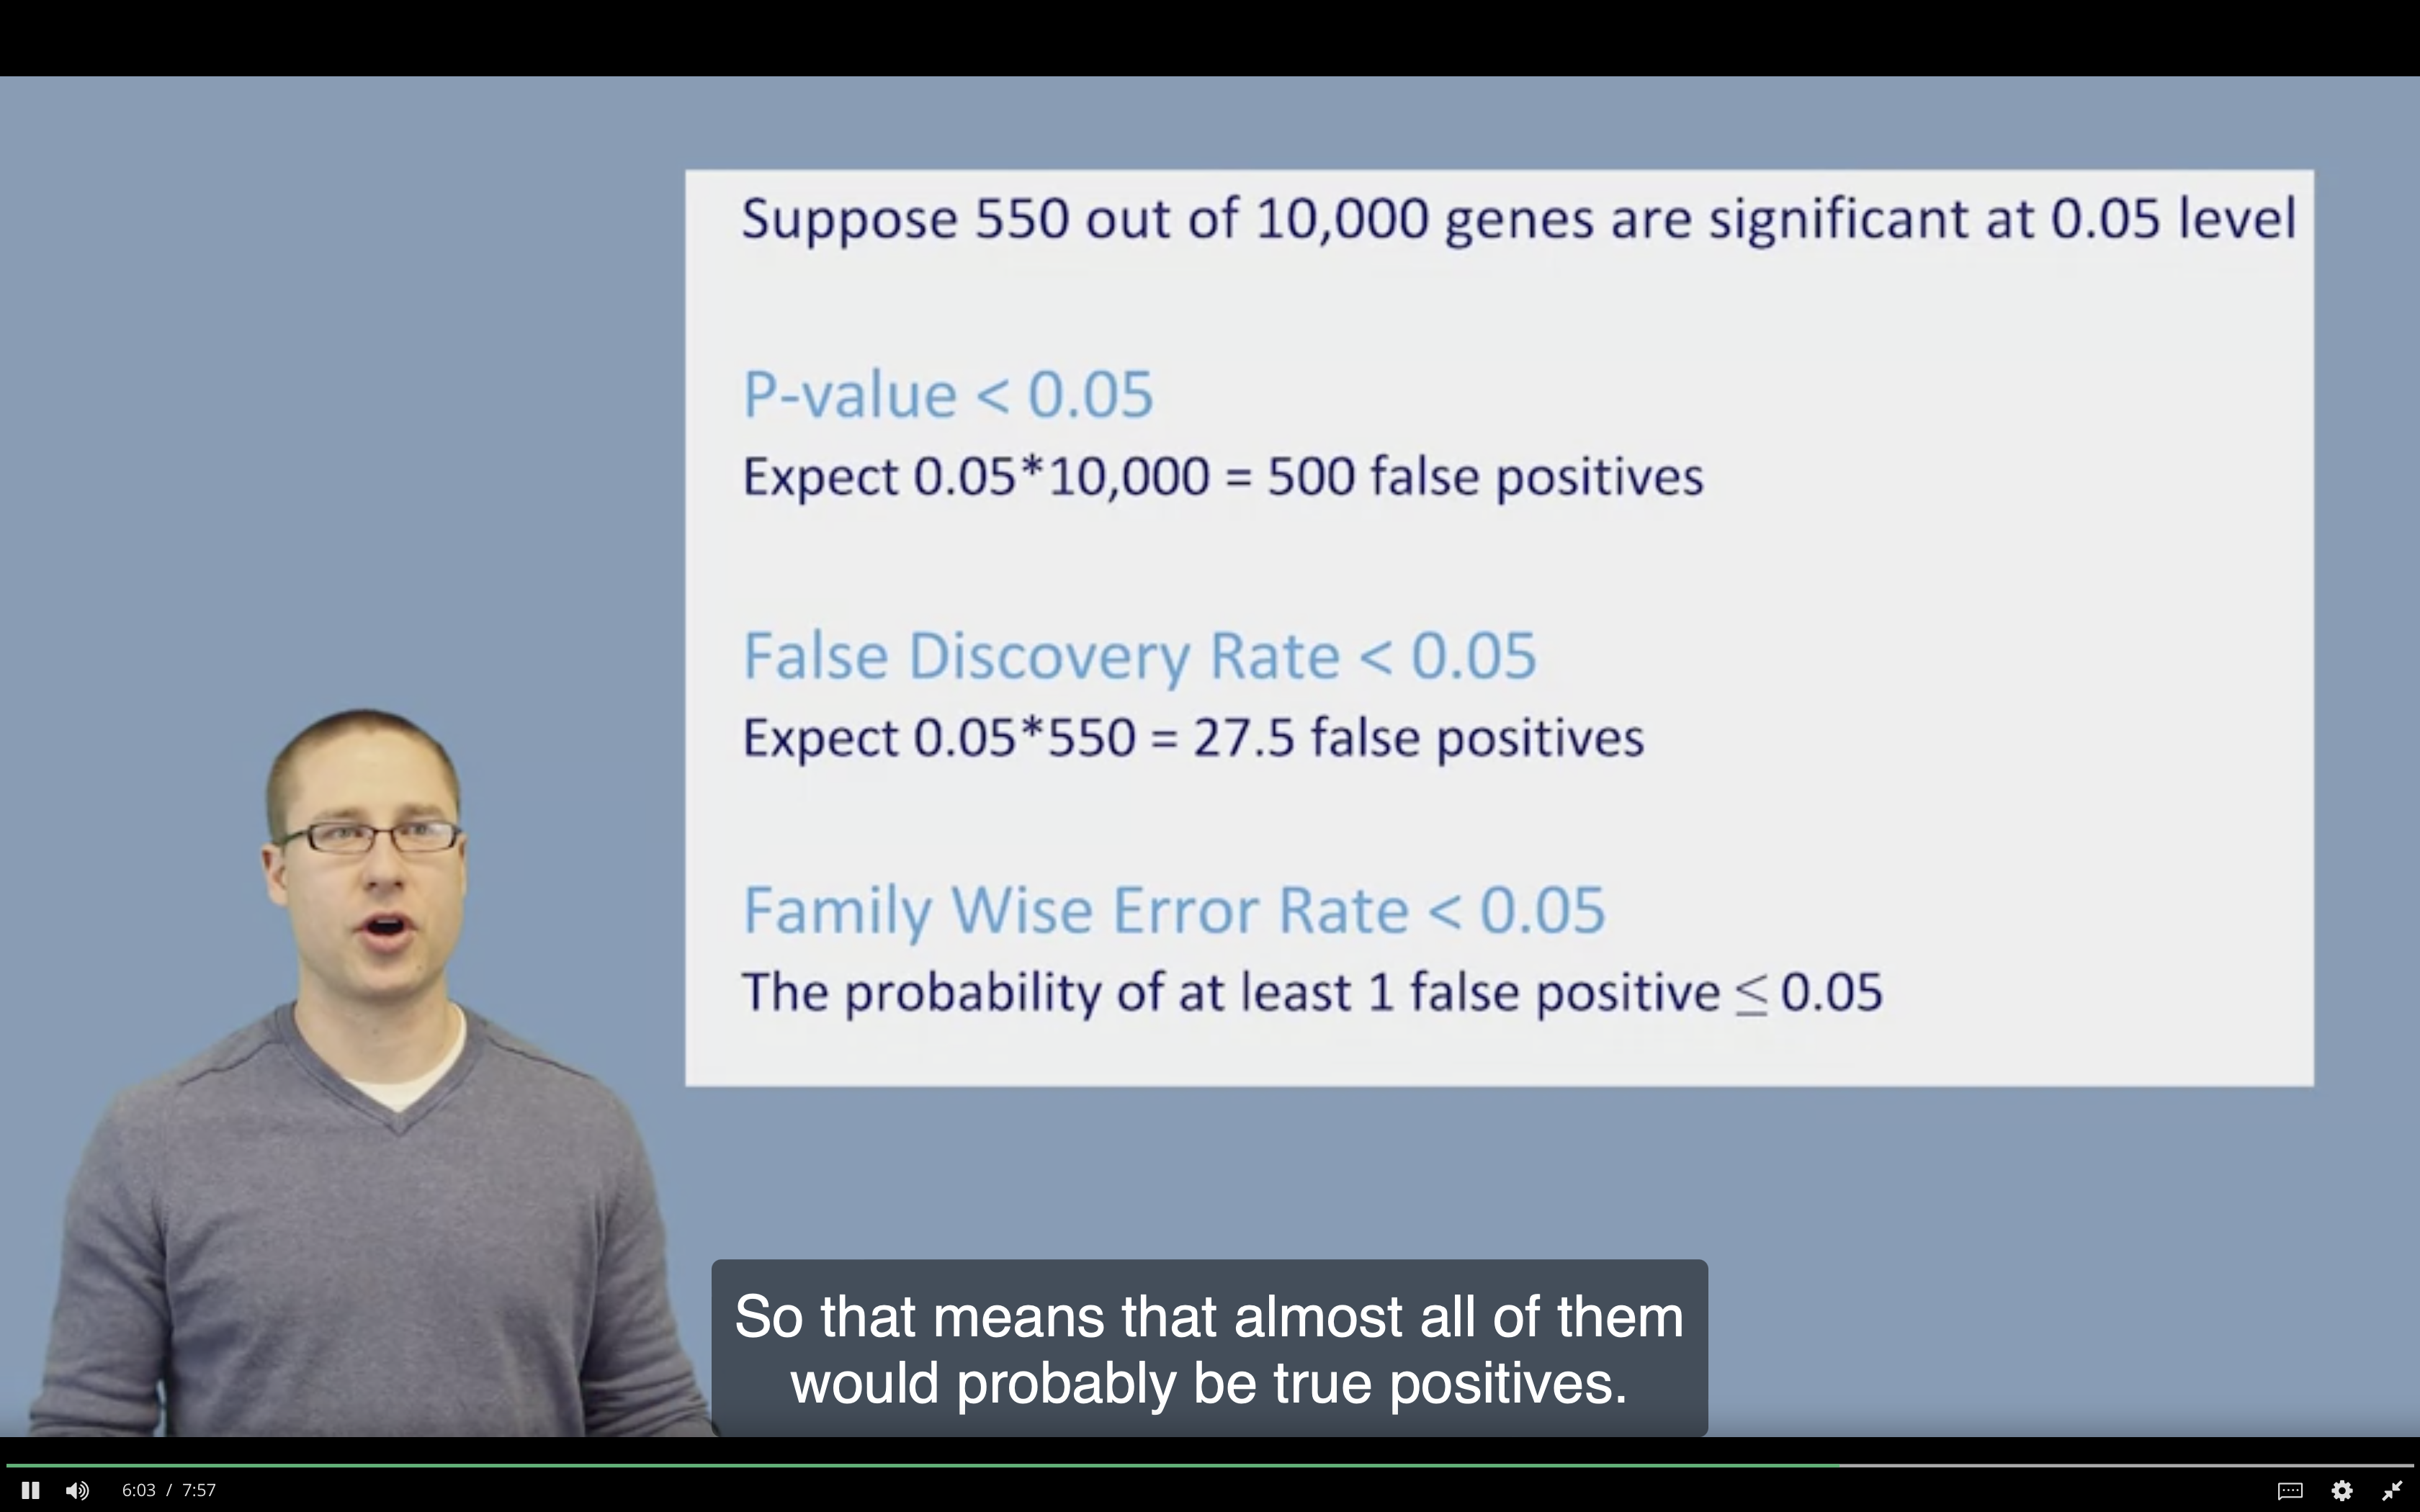 Suppose 550 out of 10,000 genes are significant at 0.05 level
P-value < 0.05
Expect 0.05*10,000 = 500 false positives
False Discovery Rate < 0.05
Expect 0.05*550 = 27.5 false positives
Family Wise Error Rate < 0.05
The probability of at least 1 false positive ≤ 0.05
So that means that almost all of them
would probably be true positives.
6:03 / 7:57